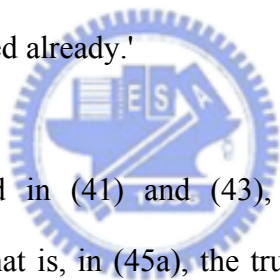 ed already.'
E S
d in (41) and (43),
hat is, in (45a), the tru